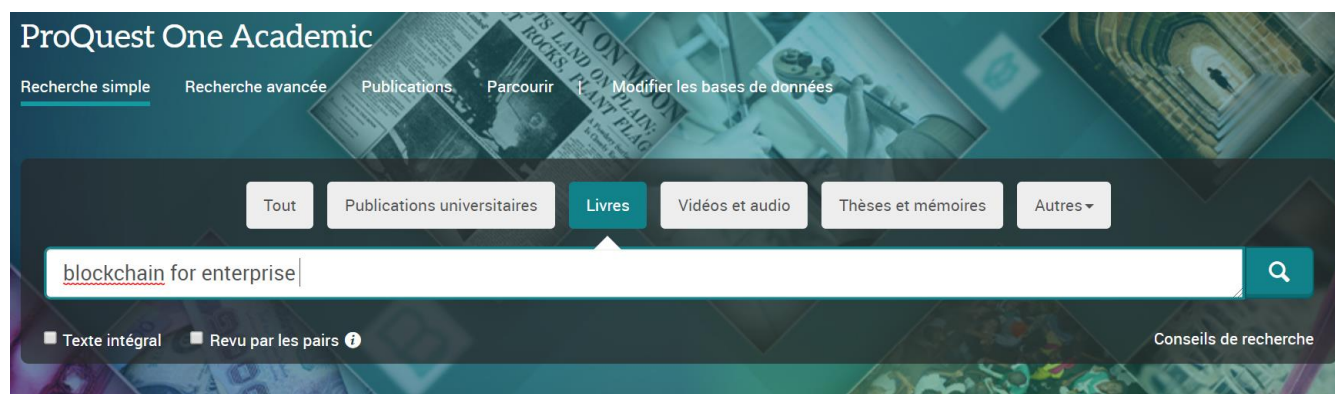 ProQuest One Academic
Recherche simple Recherche avancée Publications Parcourir | Modifier les bases de données
Tout Publications universitaires Livres Vidéos et audio Thèses et mémoires Autres
blockchain for enterprise
Texte intégral Revu par les pairs i Conseils de recherche